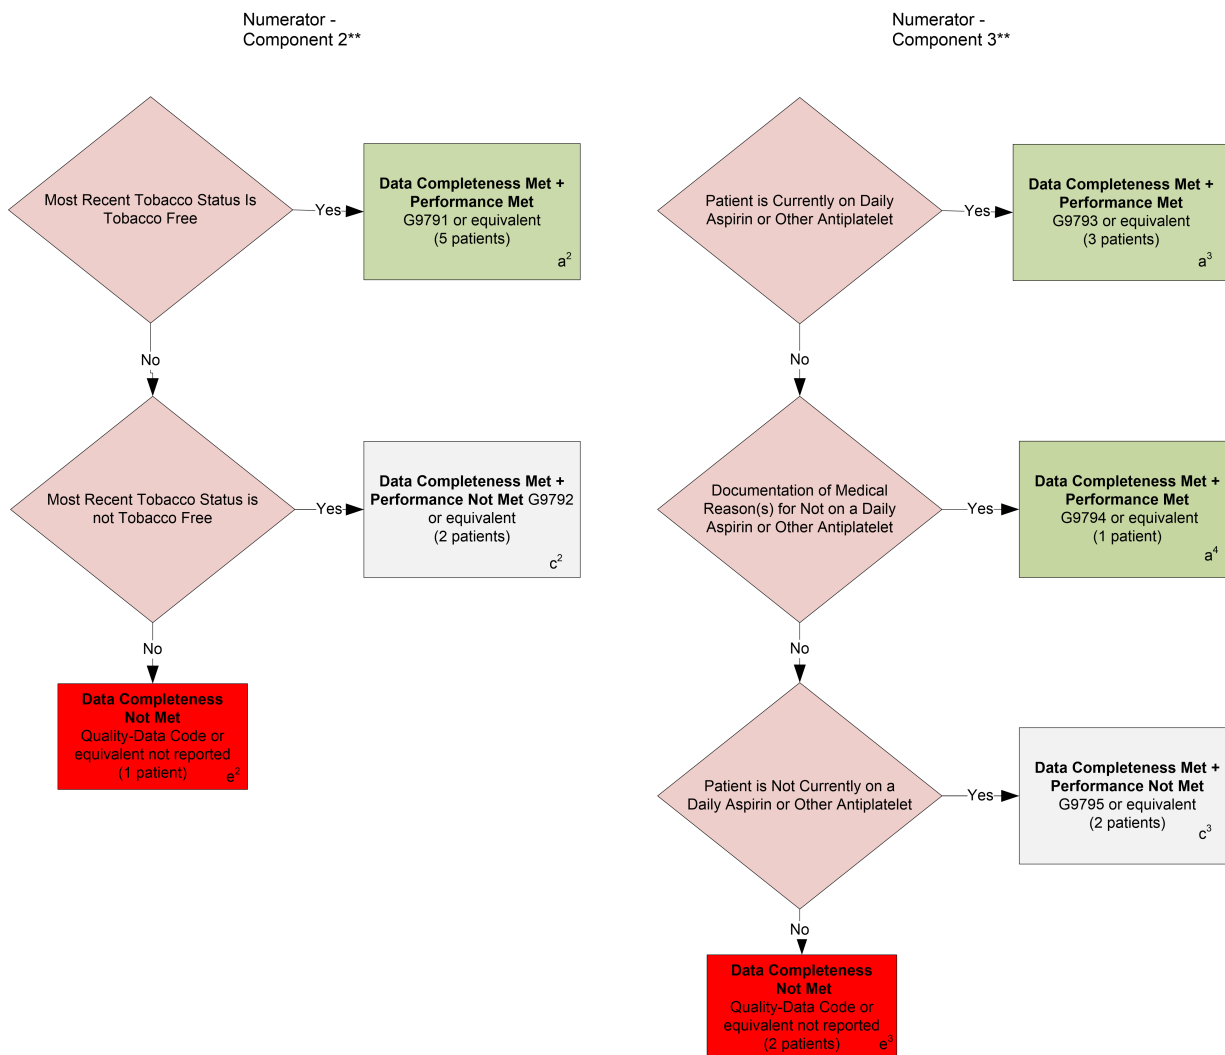 Numerator -
Component 2**
Most Recent Tobacco Status Is
Tobacco Free
Yes
Data Completeness Met +
Performance Met
G9791 or equivalent
(5 patients)
a²
No
Most Recent Tobacco Status is
not Tobacco Free
Yes
Data Completeness Met +
Performance Not Met G9792
or equivalent
(2 patients)
c²
No
Data Completeness
Not Met
Quality-Data Code or
equivalent not reported
(1 patient)
e²
Numerator -
Component 3**
Patient is Currently on Daily
Aspirin or Other Antiplatelet
Yes
Data Completeness Met +
Performance Met
G9793 or equivalent
(3 patients)
a³
No
Documentation of Medical
Reason(s) for Not on a Daily
Aspirin or Other Antiplatelet
Yes
Data Completeness Met +
Performance Met
G9794 or equivalent
(1 patient)
a⁴
No
Patient is Not Currently on a
Daily Aspirin or Other Antiplatelet
Yes
Data Completeness Met +
Performance Not Met
G9795 or equivalent
(2 patients)
c³
No
Data Completeness
Not Met
Quality-Data Code or
equivalent not reported
(2 patients)
e³